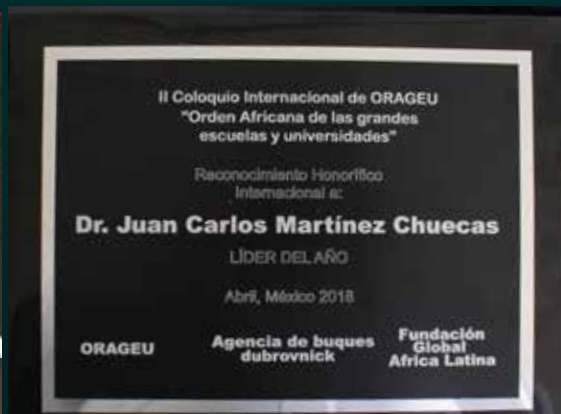 II Coloquio Internacional de ORAGEU
"Orden Africana de las grandes
escuelas y universidades"
Reconocimiento Honorífico
Internacional a:
Dr. Juan Carlos Martínez Chuecas
LÍDER DEL AÑO
Abril, México 2018
ORAGEU
Agencia de buques
dubrovnick
Fundación
Global
Africa Latina